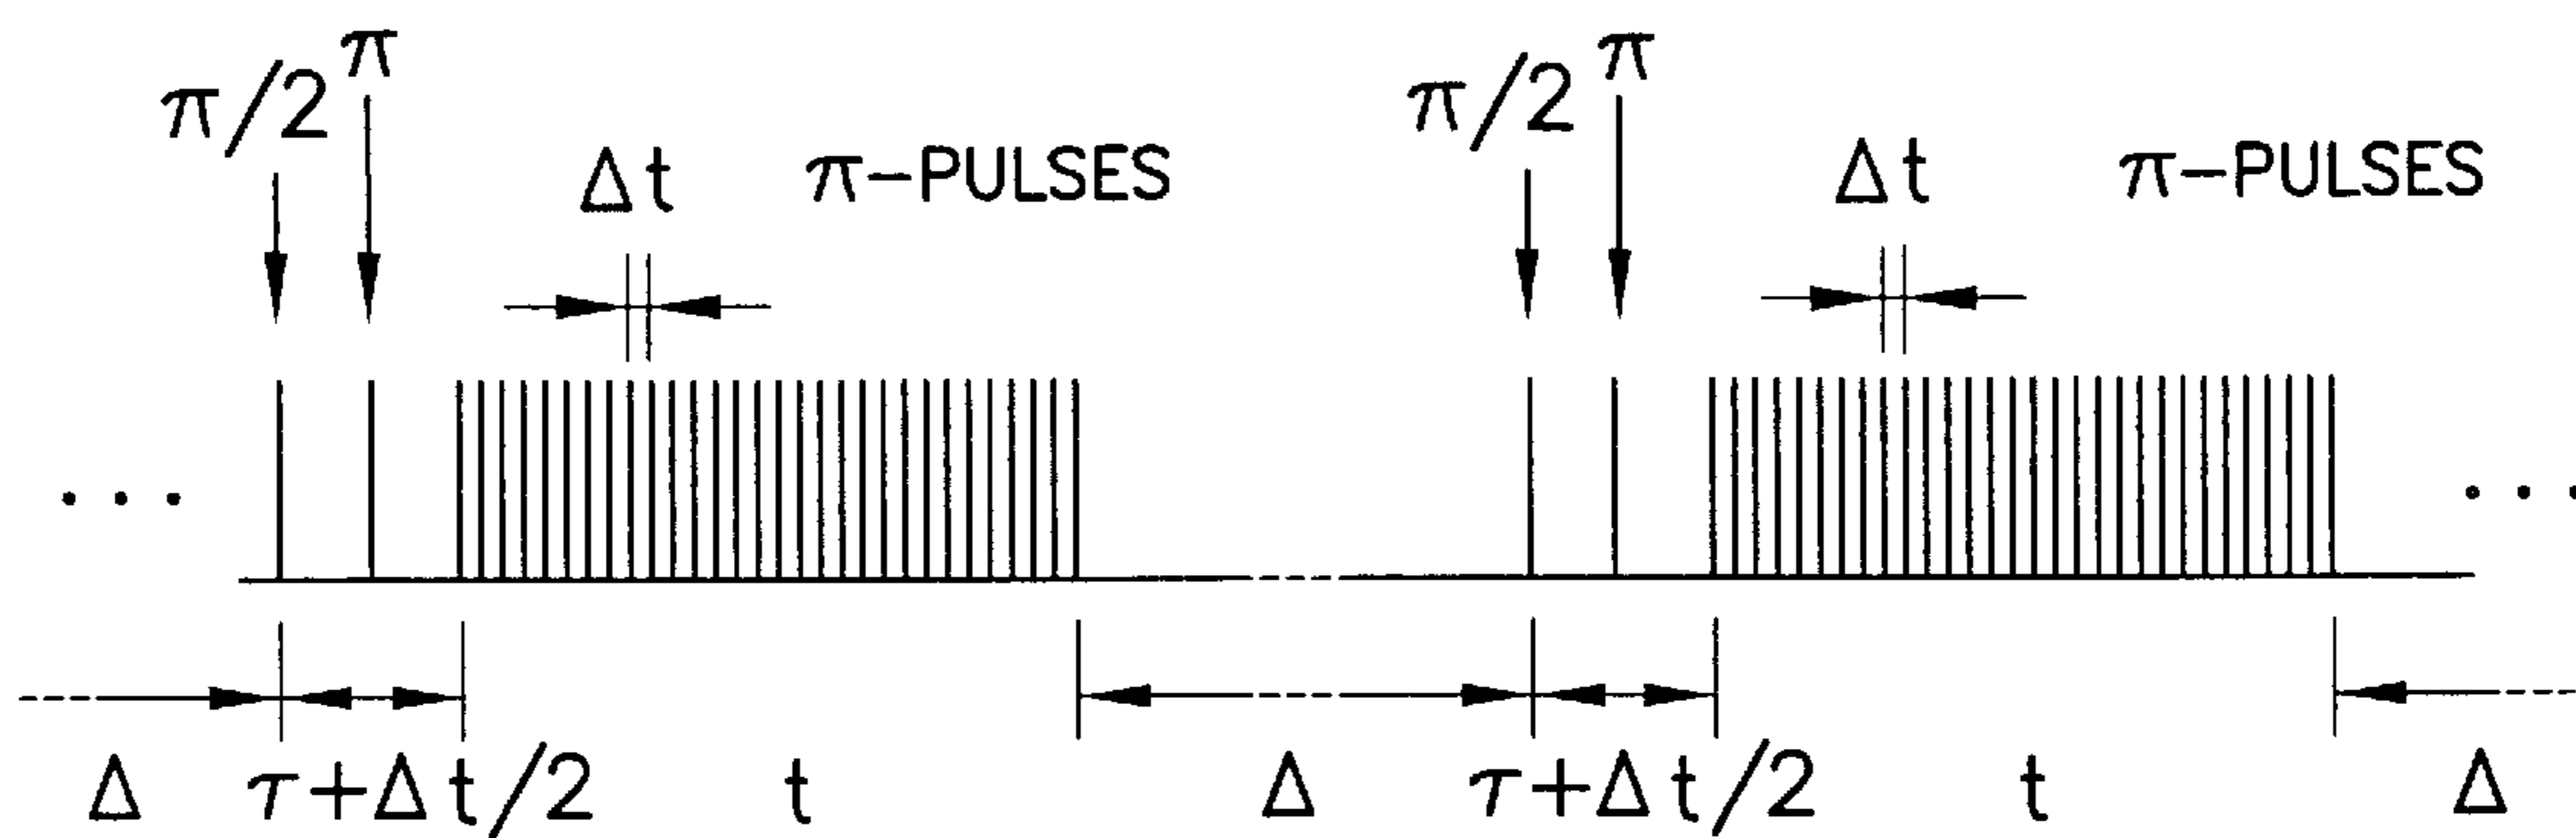 π/2 π π/2 π
Δt π-PULSES Δt π-PULSES
. . . . . .
Δ τ+Δt/2 t Δ τ+Δt/2 t Δ